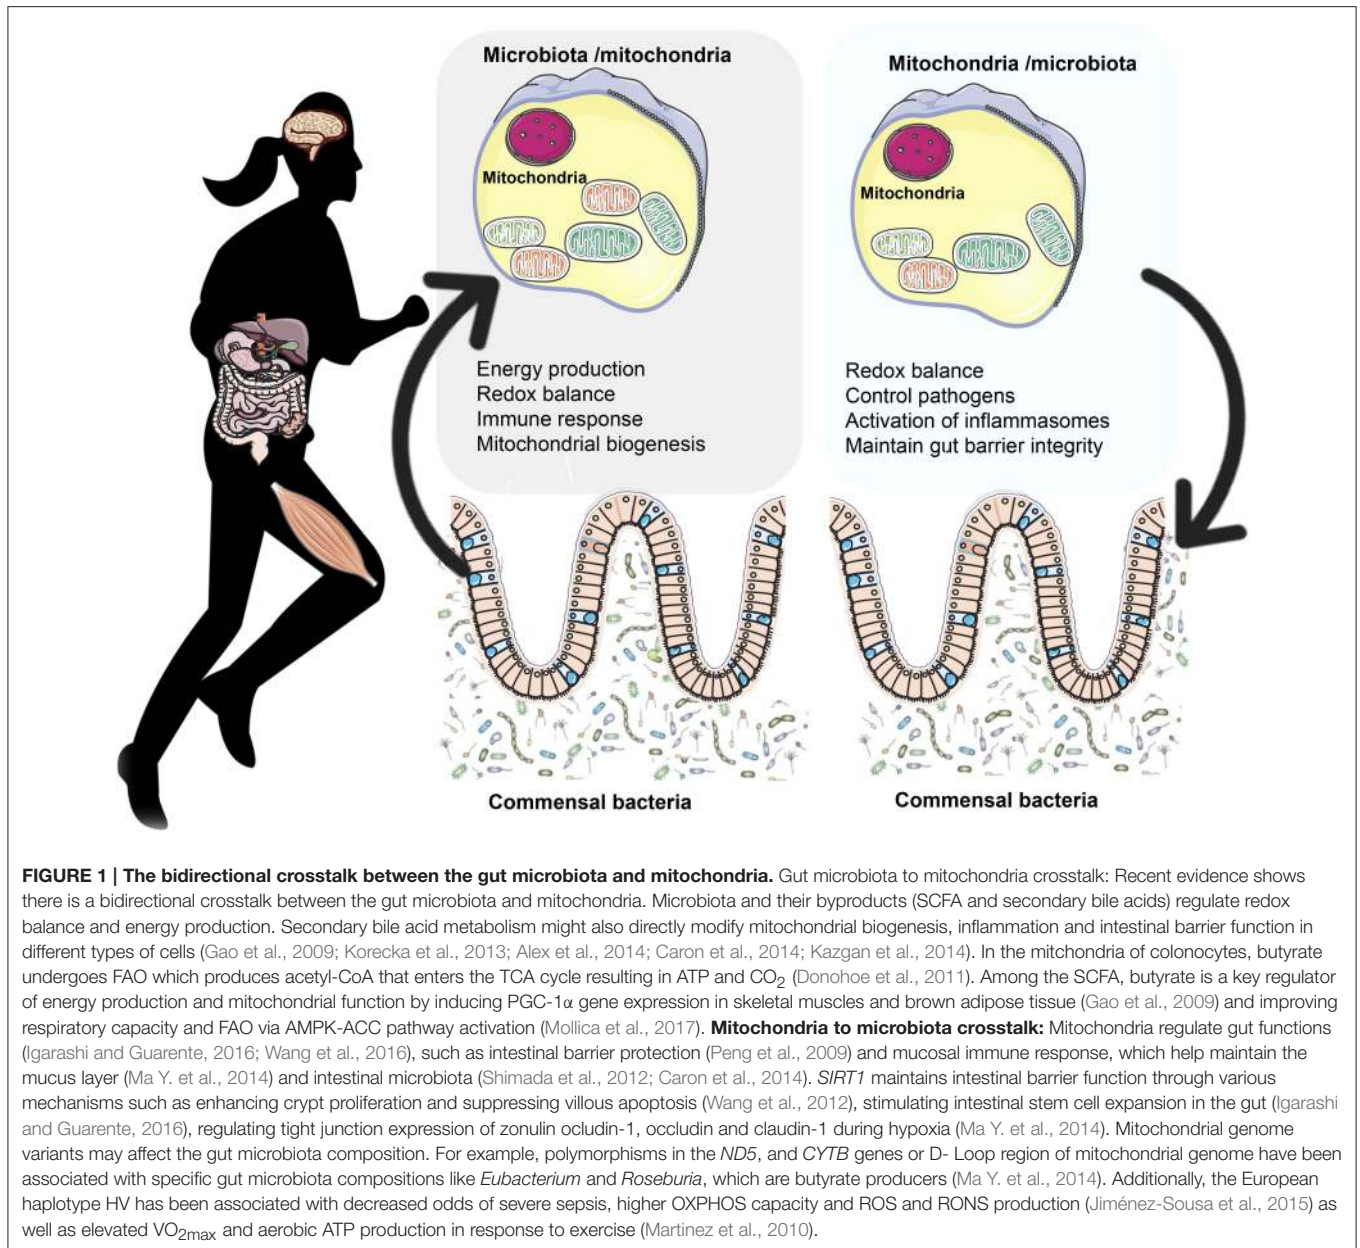 Microbiota /mitochondria
Mitochondria
Energy production
Redox balance
Immune response
Mitochondrial biogenesis
Commensal bacteria
Mitochondria /microbiota
Mitochondria
Redox balance
Control pathogens
Activation of inflammasomes
Maintain gut barrier integrity
Commensal bacteria
FIGURE 1 | The bidirectional crosstalk between the gut microbiota and mitochondria. Gut microbiota to mitochondria crosstalk: Recent evidence shows
there is a bidirectional crosstalk between the gut microbiota and mitochondria. Microbiota and their byproducts (SCFA and secondary bile acids) regulate redox
balance and energy production. Secondary bile acid metabolism might also directly modify mitochondrial biogenesis, inflammation and intestinal barrier function in
different types of cells (Gao et al., 2009; Korecka et al., 2013; Alex et al., 2014; Caron et al., 2014; Kazgan et al., 2014). In the mitchondria of colonocytes, butyrate
undergoes FAO which produces acetyl-CoA that enters the TCA cycle resulting in ATP and CO2 (Donohoe et al., 2011). Among the SCFA, butyrate is a key regulator
of energy production and mitochondrial function by inducing PGC-1α gene expression in skeletal muscles and brown adipose tissue (Gao et al., 2009) and improving
respiratory capacity and FAO via AMPK-ACC pathway activation (Mollica et al., 2017). Mitochondria to microbiota crosstalk: Mitochondria regulate gut functions
(Igarashi and Guarente, 2016; Wang et al., 2016), such as intestinal barrier protection (Peng et al., 2009) and mucosal immune response, which help maintain the
mucus layer (Ma Y. et al., 2014) and intestinal microbiota (Shimada et al., 2012; Caron et al., 2014). SIRT1 maintains intestinal barrier function through various
mechanisms such as enhancing crypt proliferation and suppressing villous apoptosis (Wang et al., 2012), stimulating intestinal stem cell expansion in the gut (Igarashi
and Guarente, 2016), regulating tight junction expression of zonulin ocludin-1, occludin and claudin-1 during hypoxia (Ma Y. et al., 2014). Mitochondrial genome
variants may affect the gut microbiota composition. For example, polymorphisms in the ND5, and CYTB genes or D- Loop region of mitochondrial genome have been
associated with specific gut microbiota compositions like Eubacterium and Roseburia, which are butyrate producers (Ma Y. et al., 2014). Additionally, the European
haplotype HV has been associated with decreased odds of severe sepsis, higher OXPHOS capacity and ROS and RONS production (Jiménez-Sousa et al., 2015) as
well as elevated VO2max and aerobic ATP production in response to exercise (Martinez et al., 2010).